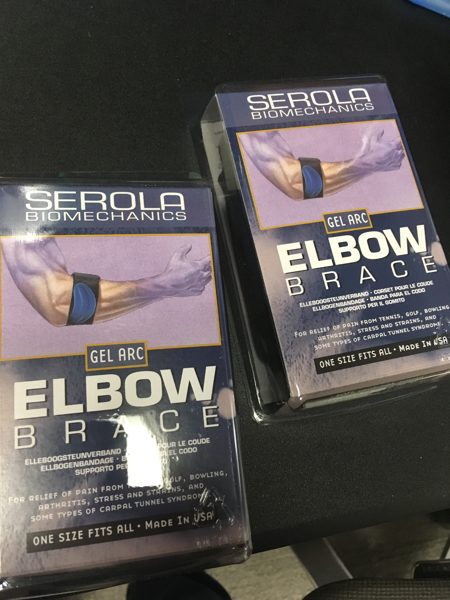 SEROLA
BIOMECHANICS
GEL ARC
ELBOW
BRACE
ELLEBOOGSTEUNVERBAND • CORSET POUR LE COUDE
ELLBOGENBANDAGE • BANDA PARA EL CODO
SUPPORTO PER IL GOMITO
FOR RELIEF OF PAIN FROM TENNIS, GOLF, BOWLING,
ARTHRITIS, STRESS AND STRAINS, AND
SOME TYPES OF CARPAL TUNNEL SYNDROME.
ONE SIZE FITS ALL • MADE IN USA
SEROLA
BIOMECHANICS
GEL ARC
ELBOW
BRACE
ELLEBOOGSTEUNVERBAND • POUR LE COUDE
ELLBOGENBANDAGE • EL CODO
SUPPORTO PER
FOR RELIEF OF PAIN FROM GOLF, BOWLING,
ARTHRITIS, STRESS AND STRAINS, AND
SOME TYPES OF CARPAL TUNNEL SYNDROME
ONE SIZE FITS ALL • MADE IN USA